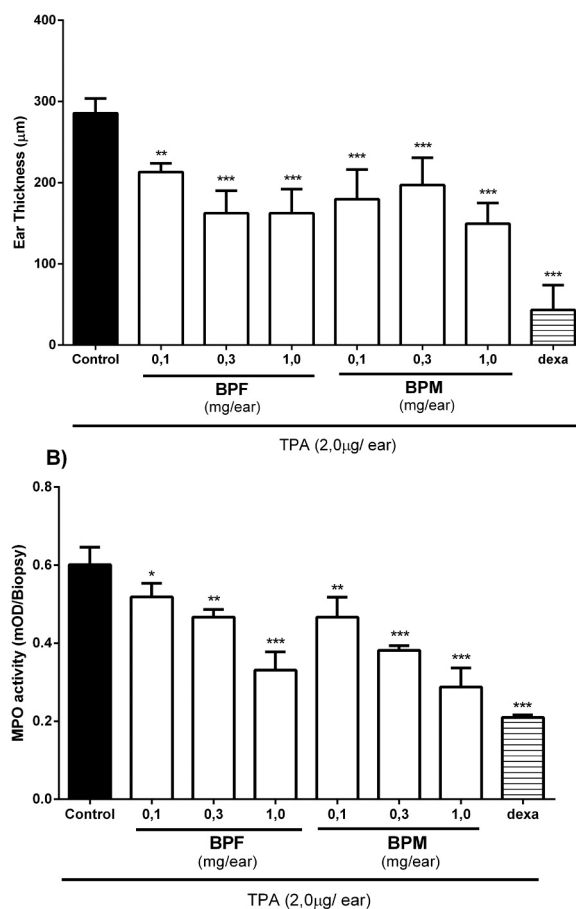 400
300
200
100
0
Ear Thickness (μm)
**
***
***
***
***
***
***
Control
0,1
0,3
1,0
0,1
0,3
1,0
dexa
BPF
BPM
(mg/ear)
(mg/ear)
TPA (2,0μg/ ear)
B)
0.8
0.6
0.4
0.2
0.0
MPO activity (mOD/Biopsy)
*
**
***
**
***
***
***
Control
0,1
0,3
1,0
0,1
0,3
1,0
dexa
BPF
BPM
(mg/ear)
(mg/ear)
TPA (2,0μg/ ear)